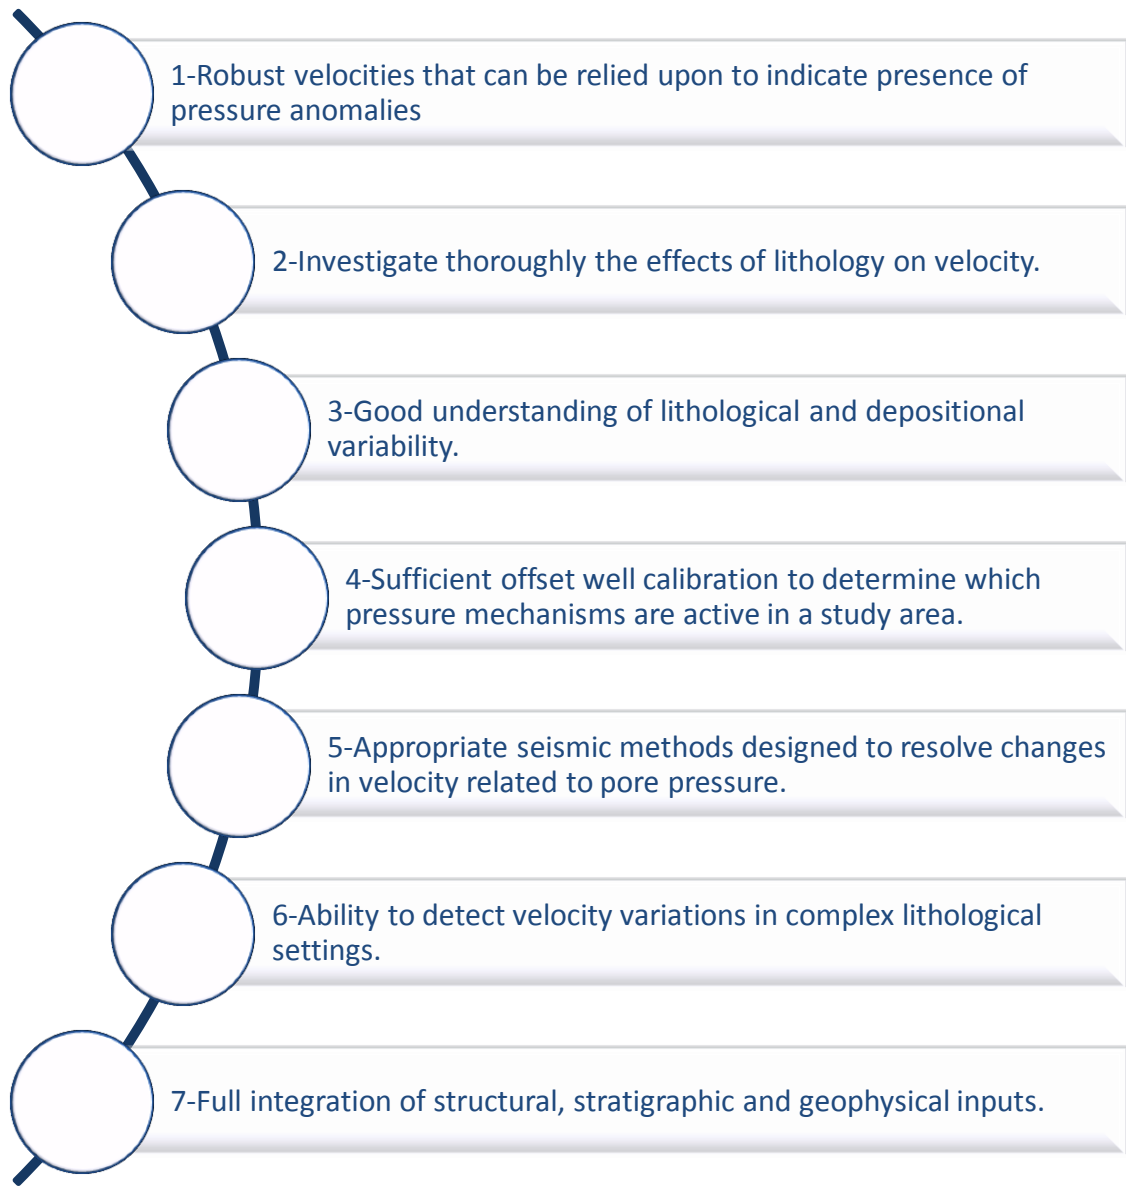 1-Robust velocities that can be relied upon to indicate presence of
pressure anomalies
2-Investigate thoroughly the effects of lithology on velocity.
3-Good understanding of lithological and depositional
variability.
4-Sufficient offset well calibration to determine which
pressure mechanisms are active in a study area.
5-Appropriate seismic methods designed to resolve changes
in velocity related to pore pressure.
6-Ability to detect velocity variations in complex lithological
settings.
7-Full integration of structural, stratigraphic and geophysical inputs.